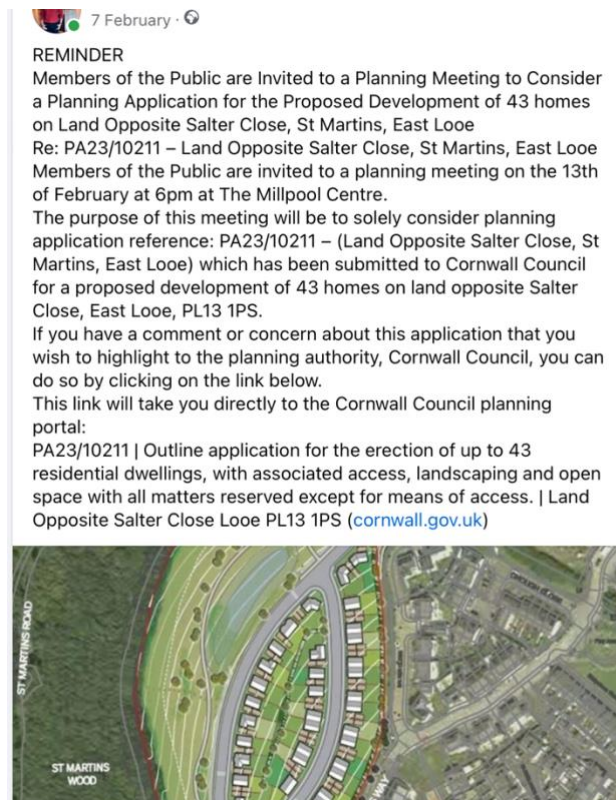 7 February ·
REMINDER
Members of the Public are Invited to a Planning Meeting to Consider
a Planning Application for the Proposed Development of 43 homes
on Land Opposite Salter Close, St Martins, East Looe
Re: PA23/10211 – Land Opposite Salter Close, St Martins, East Looe
Members of the Public are invited to a planning meeting on the 13th
of February at 6pm at The Millpool Centre.
The purpose of this meeting will be to solely consider planning
application reference: PA23/10211 – (Land Opposite Salter Close, St
Martins, East Looe) which has been submitted to Cornwall Council
for a proposed development of 43 homes on land opposite Salter
Close, East Looe, PL13 1PS.
If you have a comment or concern about this application that you
wish to highlight to the planning authority, Cornwall Council, you can
do so by clicking on the link below.
This link will take you directly to the Cornwall Council planning
portal:
PA23/10211 | Outline application for the erection of up to 43
residential dwellings, with associated access, landscaping and open
space with all matters reserved except for means of access. | Land
Opposite Salter Close Looe PL13 1PS (cornwall.gov.uk)
ST MARTINS ROAD
ST MARTINS
WOOD
WAY